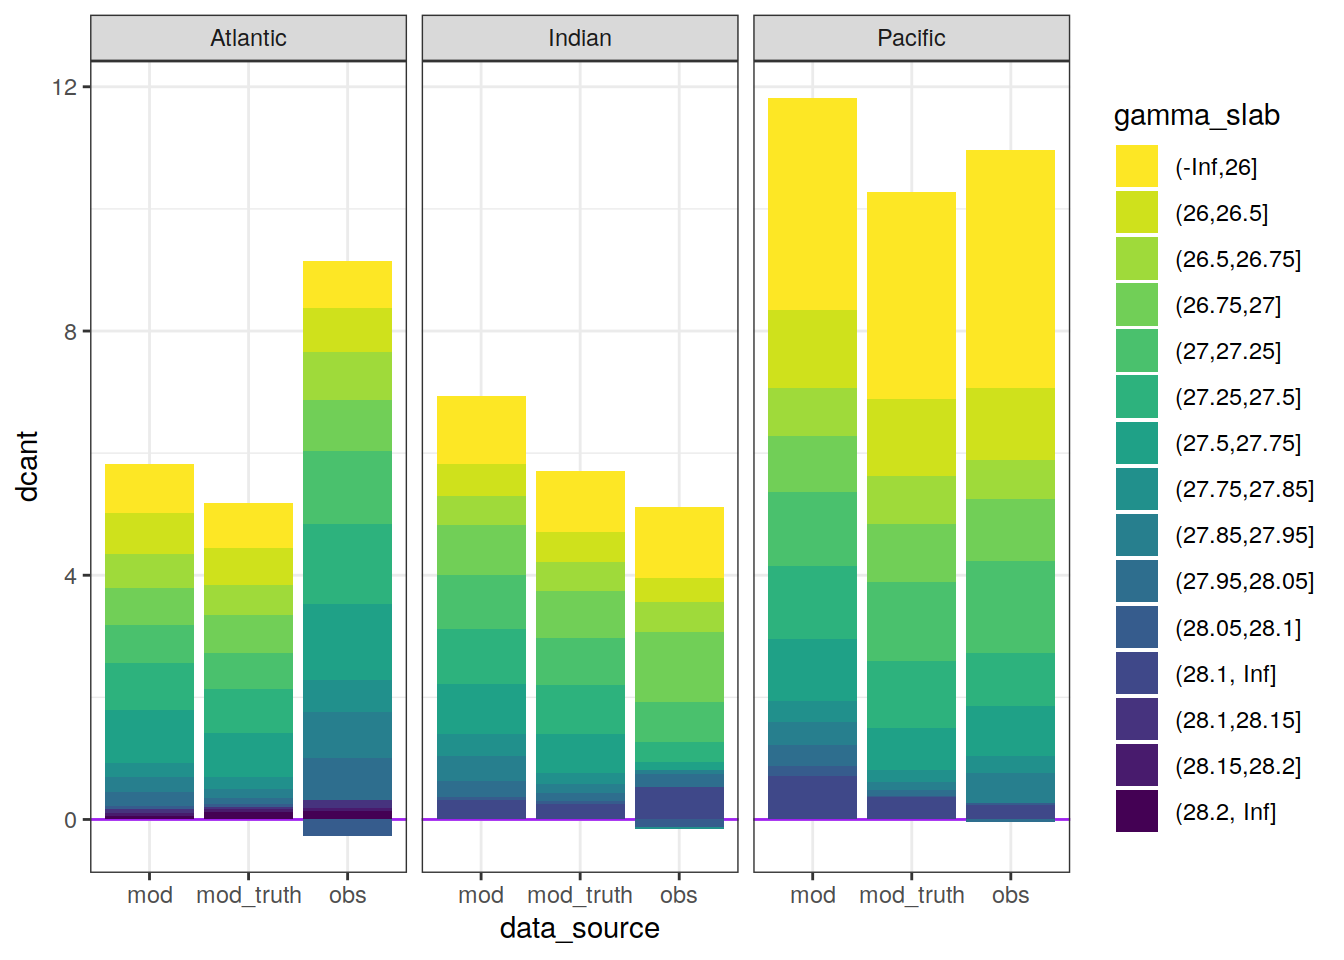 Atlantic Indian Pacific
12
8
4
0
dcant
mod mod_truth obs mod mod_truth obs mod mod_truth obs
data_source
gamma_slab
(-Inf,26]
(26,26.5]
(26.5,26.75]
(26.75,27]
(27,27.25]
(27.25,27.5]
(27.5,27.75]
(27.75,27.85]
(27.85,27.95]
(27.95,28.05]
(28.05,28.1]
(28.1, Inf]
(28.1,28.15]
(28.15,28.2]
(28.2, Inf]